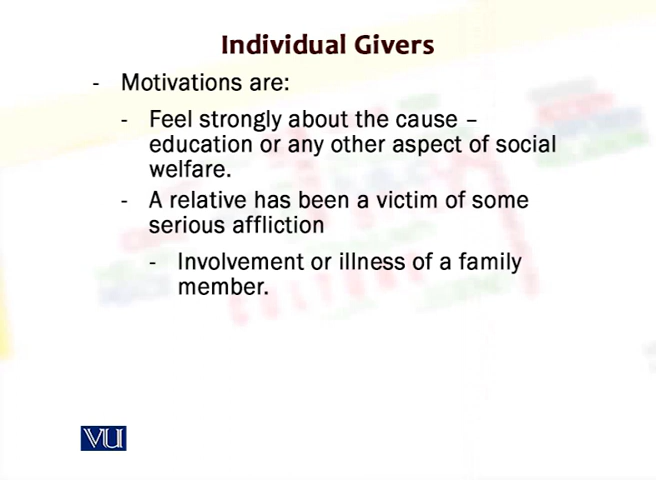 Individual Givers
- Motivations are:
- Feel strongly about the cause –
education or any other aspect of social
welfare.
- A relative has been a victim of some
serious affliction
- Involvement or illness of a family
member.
VU